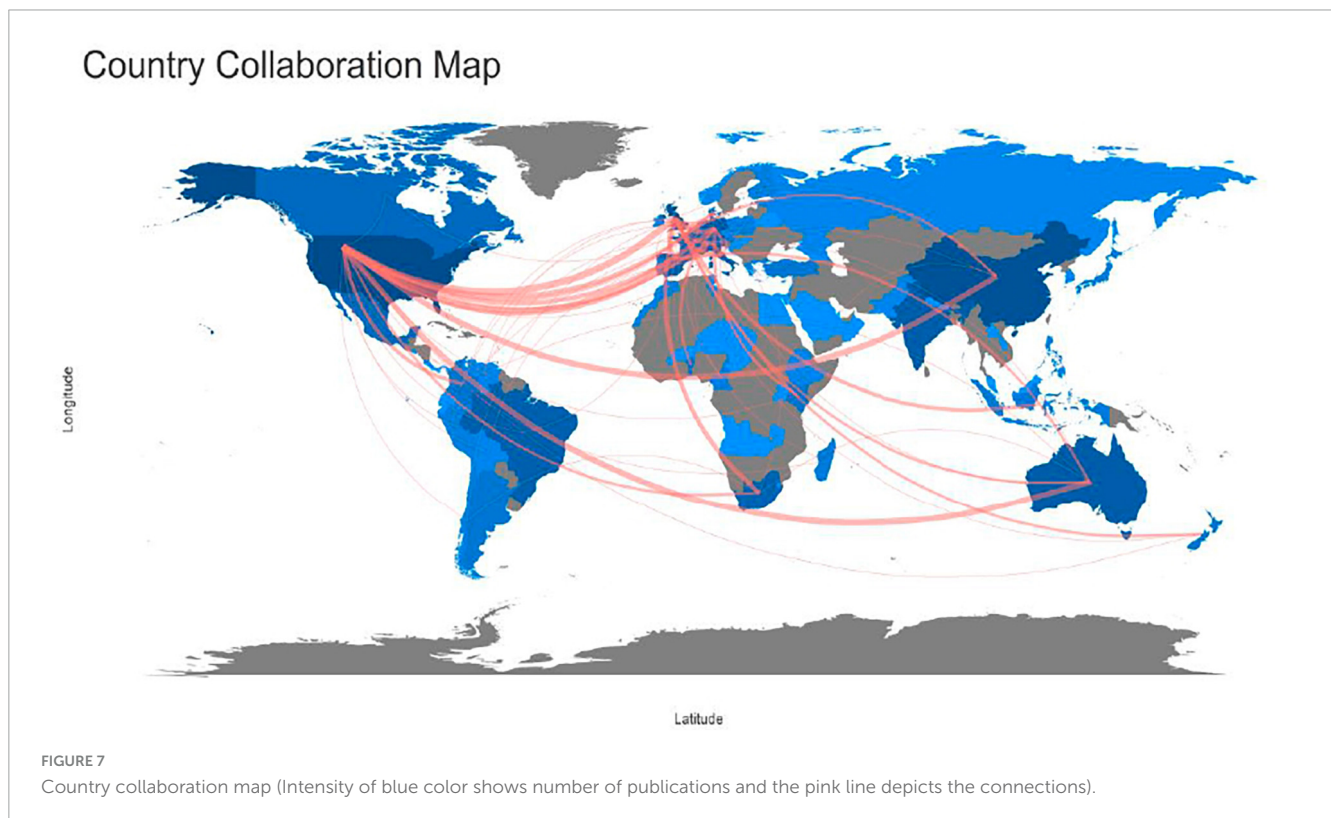 Country Collaboration Map
Longitude
Latitude
FIGURE 7
Country collaboration map (Intensity of blue color shows number of publications and the pink line depicts the connections).